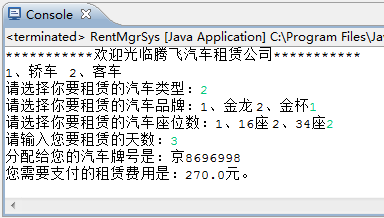 Console
<terminated> RentMgrSys [Java Application] C:\Program Files\Ja
***********欢迎光临腾飞汽车租赁公司***********
1、轿车 2、客车
请选择你要租赁的汽车类型：2
请选择你要租赁的汽车品牌：1、金龙 2、金杯1
请选择你要租赁的汽车座位数：1、16座 2、34座2
请输入您要租赁的天数：3
分配给您的汽车牌号是：京8696998
您需要支付的租赁费用是：270.0元。